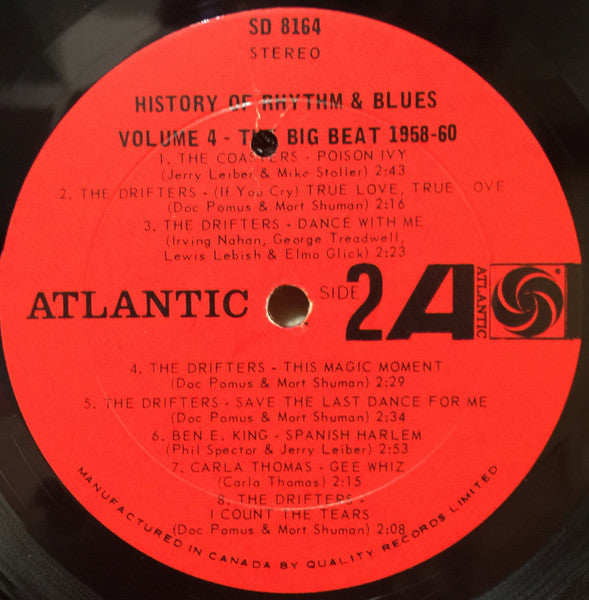 SD 8164
STEREO
HISTORY OF RHYTHM & BLUES
VOLUME 4 - THE BIG BEAT 1958-60
1. THE COASTERS - POISON IVY
(Jerry Leiber & Mike Stoller) 2:43
2. THE DRIFTERS - (If You Cry) TRUE LOVE, TRUE LOVE
(Doc Pomus & Mort Shuman) 2:16
3. THE DRIFTERS - DANCE WITH ME
(Irving Nahan, George Treadwell,
Lewis Lebish & Elmo Glick) 2:23
ATLANTIC
SIDE 2A
ATLANTIC
4. THE DRIFTERS - THIS MAGIC MOMENT
(Doc Pomus & Mort Shuman) 2:29
5. THE DRIFTERS - SAVE THE LAST DANCE FOR ME
(Doc Pomus & Mort Shuman) 2:34
6. BEN E. KING - SPANISH HARLEM
(Phil Spector & Jerry Leiber) 2:53
7. CARLA THOMAS - GEE WHIZ
(Carla Thomas) 2:15
8. THE DRIFTERS -
I COUNT THE TEARS
(Doc Pomus & Mort Shuman) 2:08
MANUFACTURED IN CANADA BY QUALITY RECORDS LIMITED